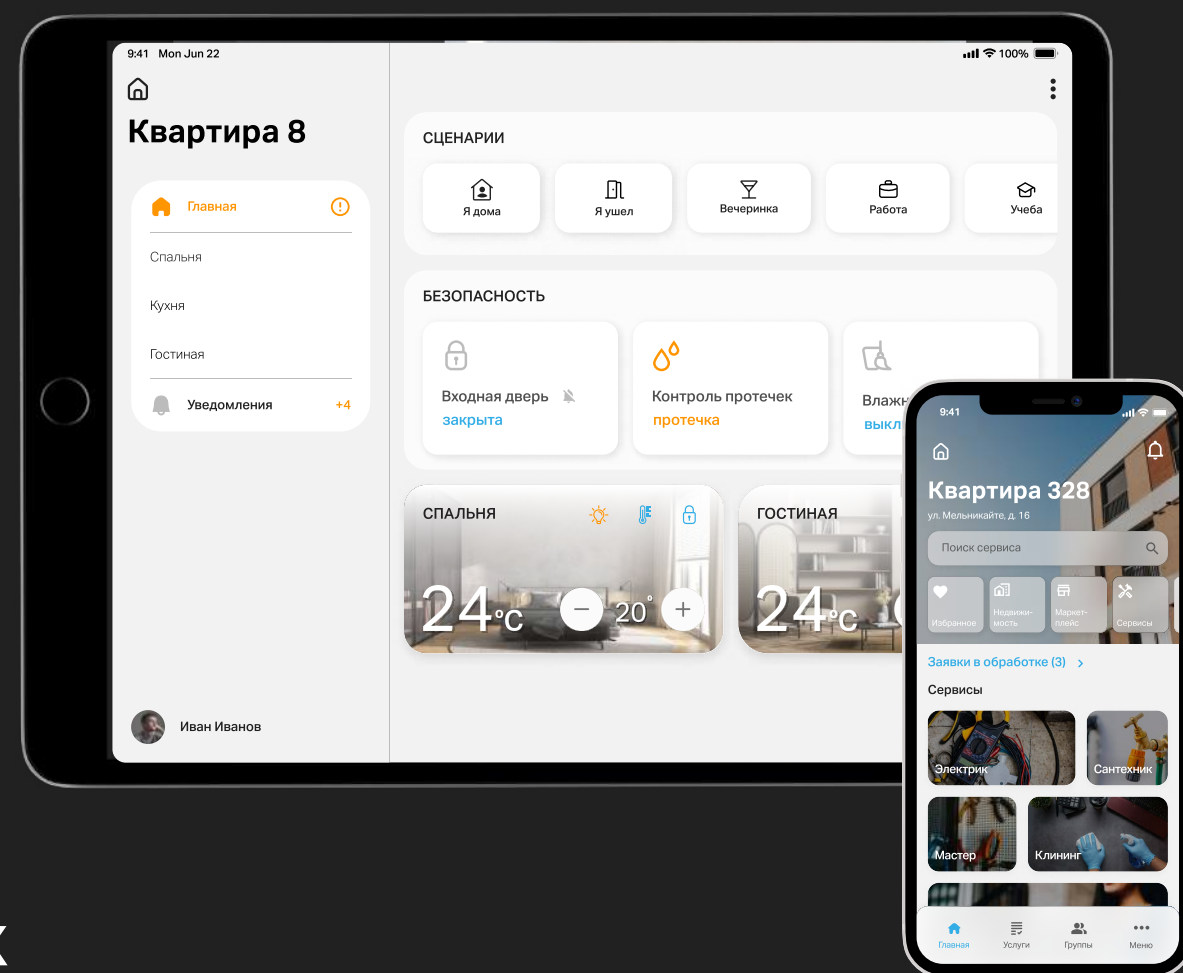 9:41 Mon Jun 22
100%
Квартира 8
Главная
Спальня
Кухня
Гостиная
Уведомления +4
Иван Иванов
СЦЕНАРИИ
Я дома
Я ушел
Вечеринка
Работа
Учеба
БЕЗОПАСНОСТЬ
Входная дверь
закрыта
Контроль протечек
протечка
Влажн
выкл
СПАЛЬНЯ
24°C
20°
ГОСТИНАЯ
24°C
9:41
Квартира 328
ул. Мельникайте, д. 16
Поиск сервиса
Избранное
Недвижи-
мость
Маркет-
плейс
Сервисы
Заявки в обработке (3)
Сервисы
Электрик
Сантехник
Мастер
Клининг
Главная
Услуги
Группы
Меню